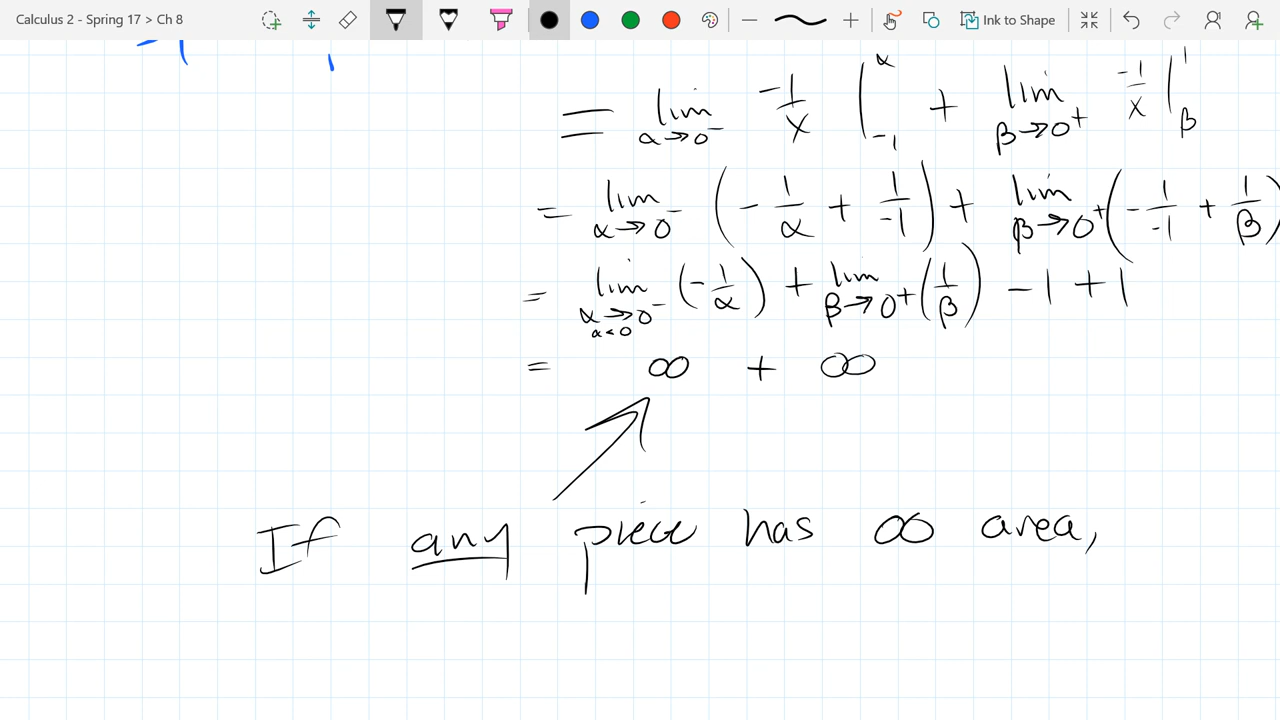 Calculus 2 - Spring 17 > Ch 8
Ink to Shape
= lim α→0⁻ -1/x |₋₁^α + lim β→0⁺ -1/x |_β^1
= lim α→0⁻ (-1/α + 1/-1) + lim β→0⁺ (-1/-1 + 1/β)
= lim α→0⁻ α<0 (-1/α) + lim β→0⁺ (1/β) - 1 + 1
= ∞ + ∞
If any piece has ∞ area,